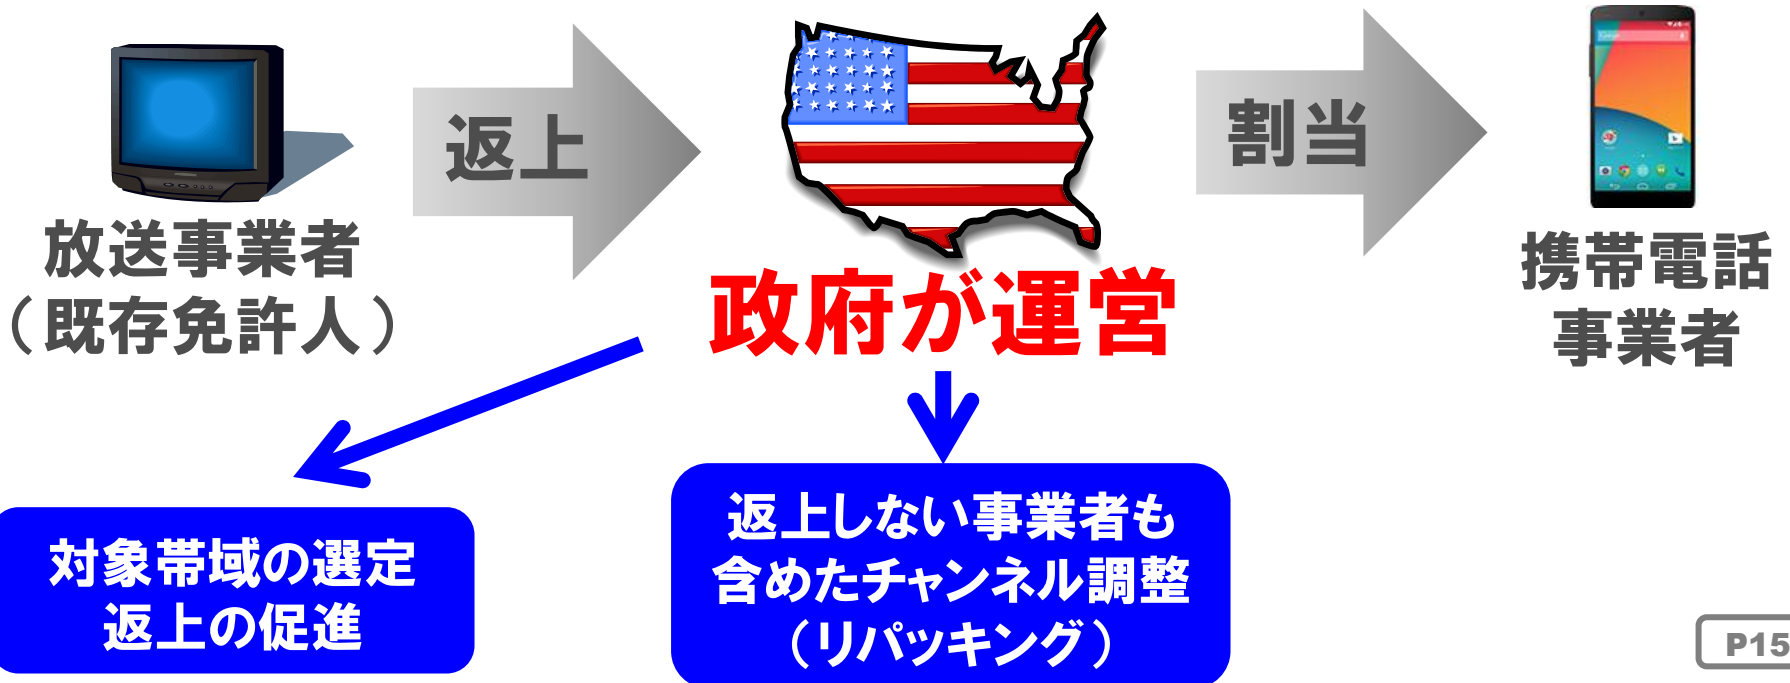 返上
割当
放送事業者
（既存免許人）
政府が運営
携帯電話
事業者
対象帯域の選定
返上の促進
返上しない事業者も
含めたチャンネル調整
（リパッキング）
P15